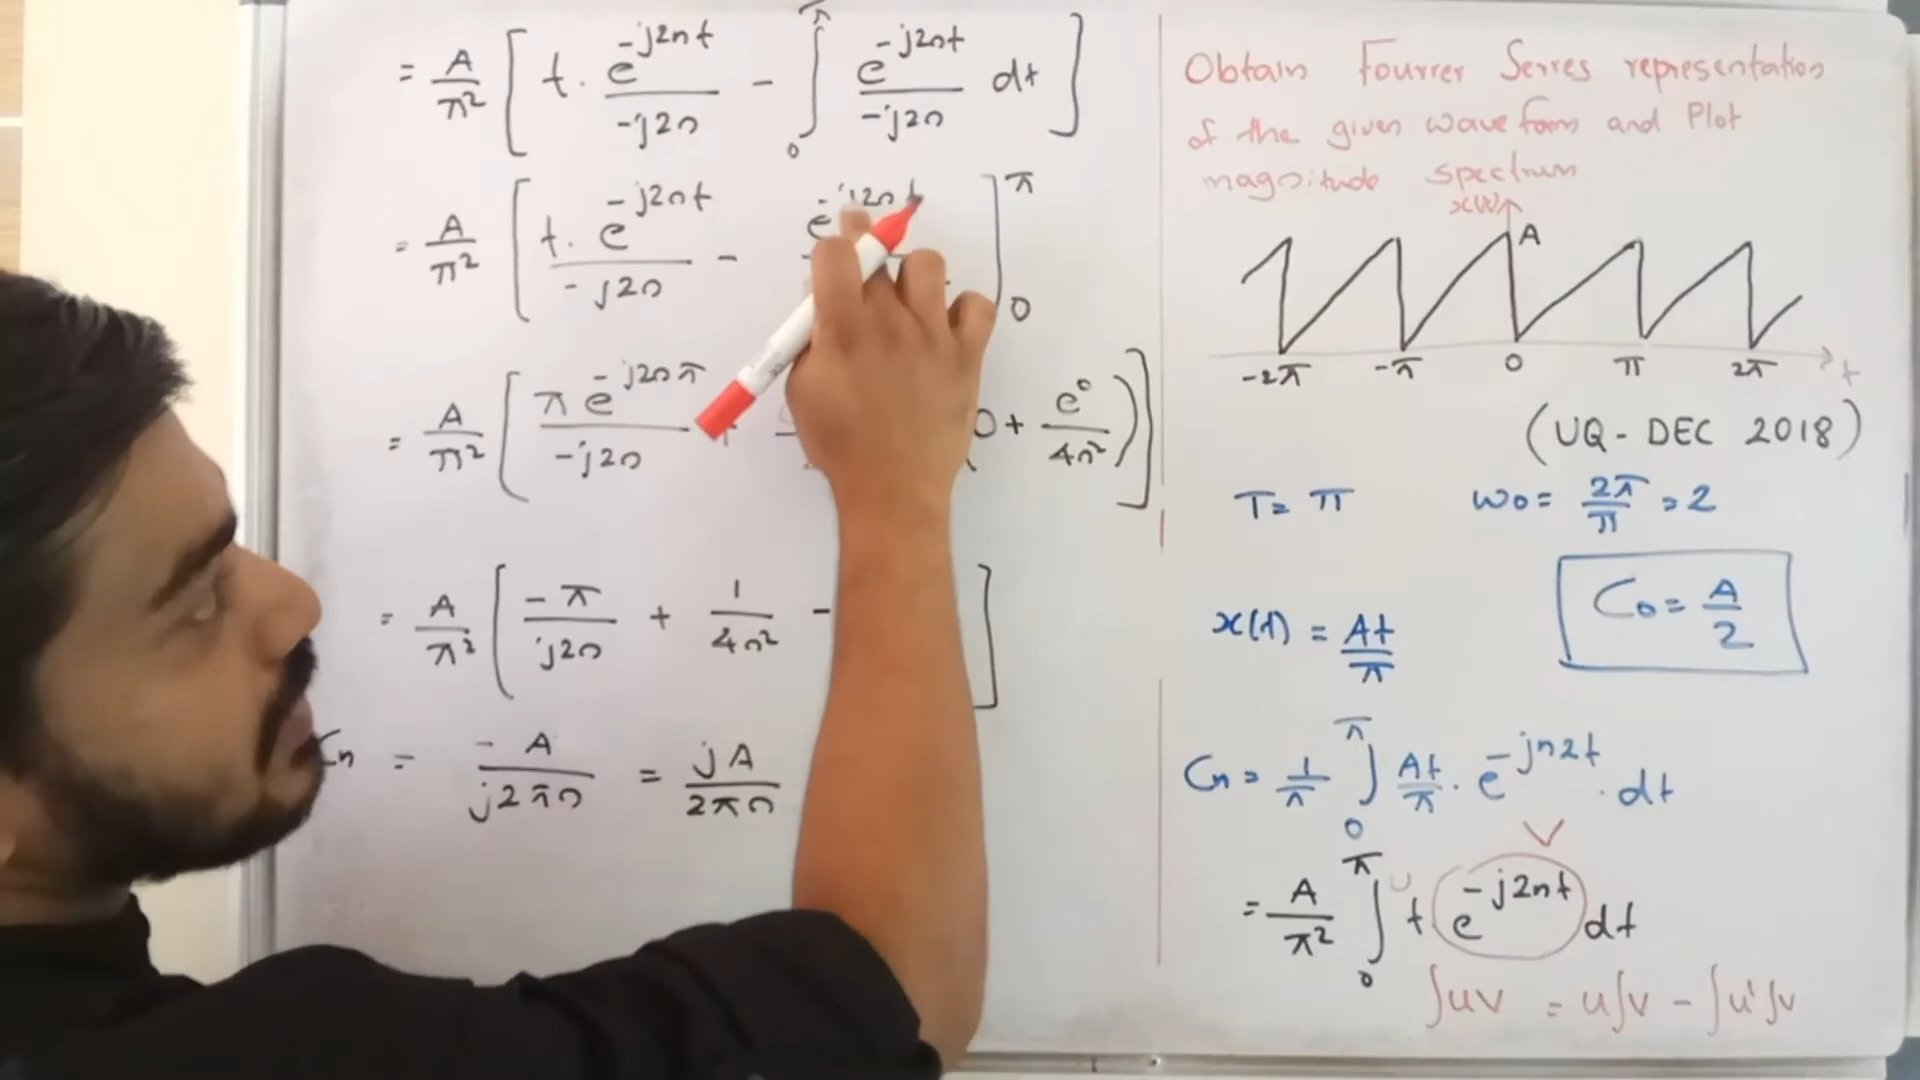 = A/π² [ t. e^-j2nt / -j2n - ∫₀^π e^-j2nt / -j2n dt ]
= A/π² [ t. e^-j2nt / -j2n - e^-j2nt ]₀^π
= A/π² [ π e^-j2nπ / -j2n + 0 + e⁰/4n² ) ]
= A/π² [ -π / j2n + 1/4n² - ]
Cn = -A / j2πn = jA / 2πn
Obtain Fourier Series representation
of the given wave form and Plot
magnitude spectrum
x(t)
A
-2π -π 0 π 2π t
(UQ - DEC 2018)
T= π ω₀= 2π/π = 2
C₀ = A/2
x(t) = At/π
Cn = 1/π ∫₀^π At/π . e^-jn2t . dt
V
U
= A/π² ∫₀^π t e^-j2nt dt
∫uv = u∫v - ∫u'∫v